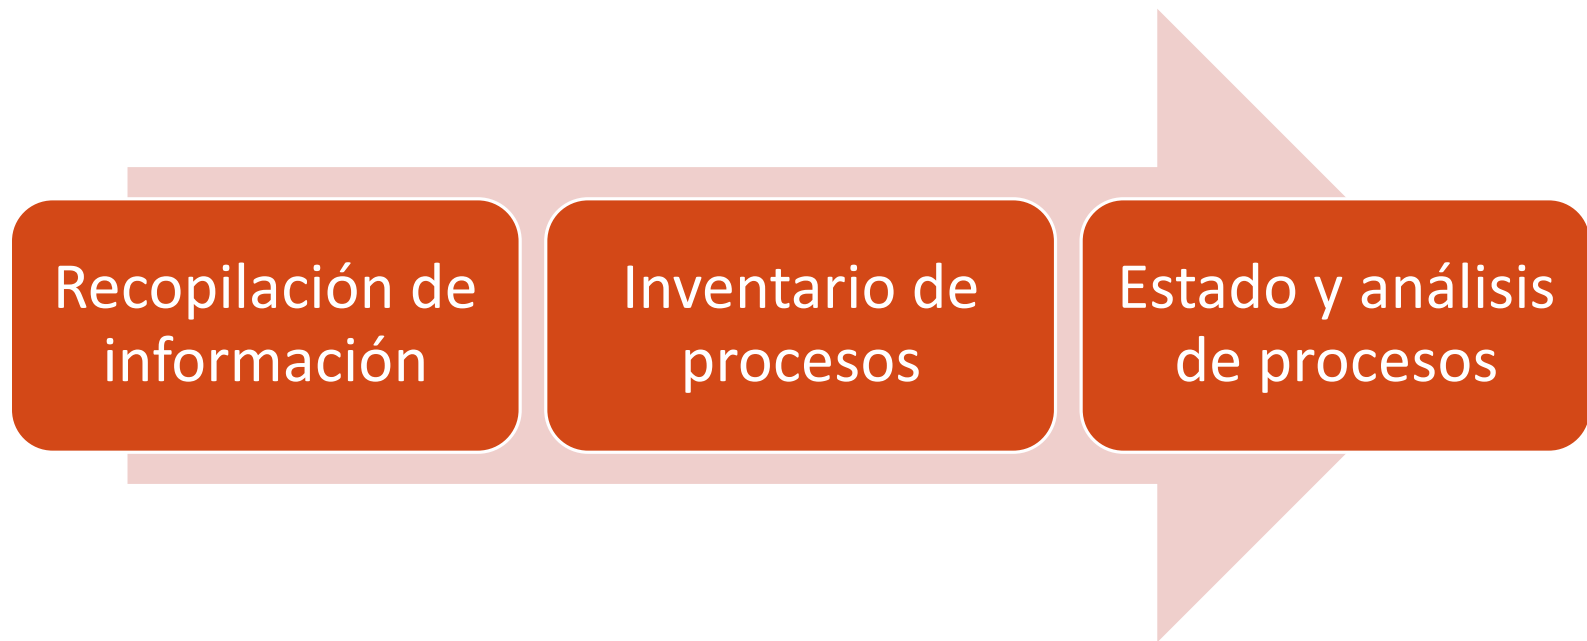 Recopilación de
información
Inventario de
procesos
Estado y análisis
de procesos